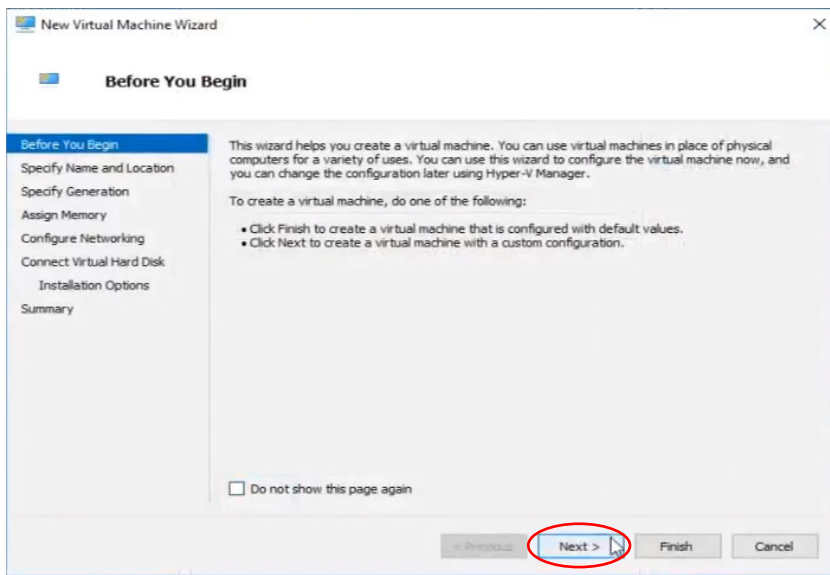 New Virtual Machine Wizard
Before You Begin
Before You Begin
Specify Name and Location
Specify Generation
Assign Memory
Configure Networking
Connect Virtual Hard Disk
Installation Options
Summary
This wizard helps you create a virtual machine. You can use virtual machines in place of physical
computers for a variety of uses. You can use this wizard to configure the virtual machine now, and
you can change the configuration later using Hyper-V Manager.
To create a virtual machine, do one of the following:
• Click Finish to create a virtual machine that is configured with default values.
• Click Next to create a virtual machine with a custom configuration.
Do not show this page again
< Previous
Next >
Finish
Cancel